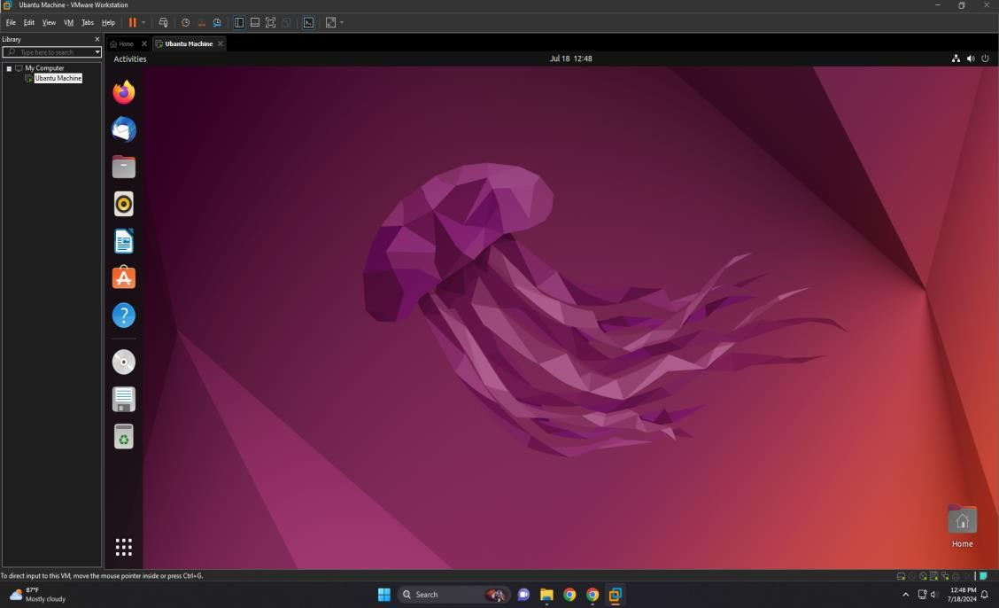 Ubantu Machine - VMware Workstation
File Edit View VM Tabs Help
Library
Type here to search
My Computer
Ubantu Machine
Home
Ubantu Machine
Activities
Jul 18 12:48
Home
To direct input to this VM, move the mouse pointer inside or press Ctrl+G.
87°F
Mostly cloudy
Search
12:48 PM
7/18/2024